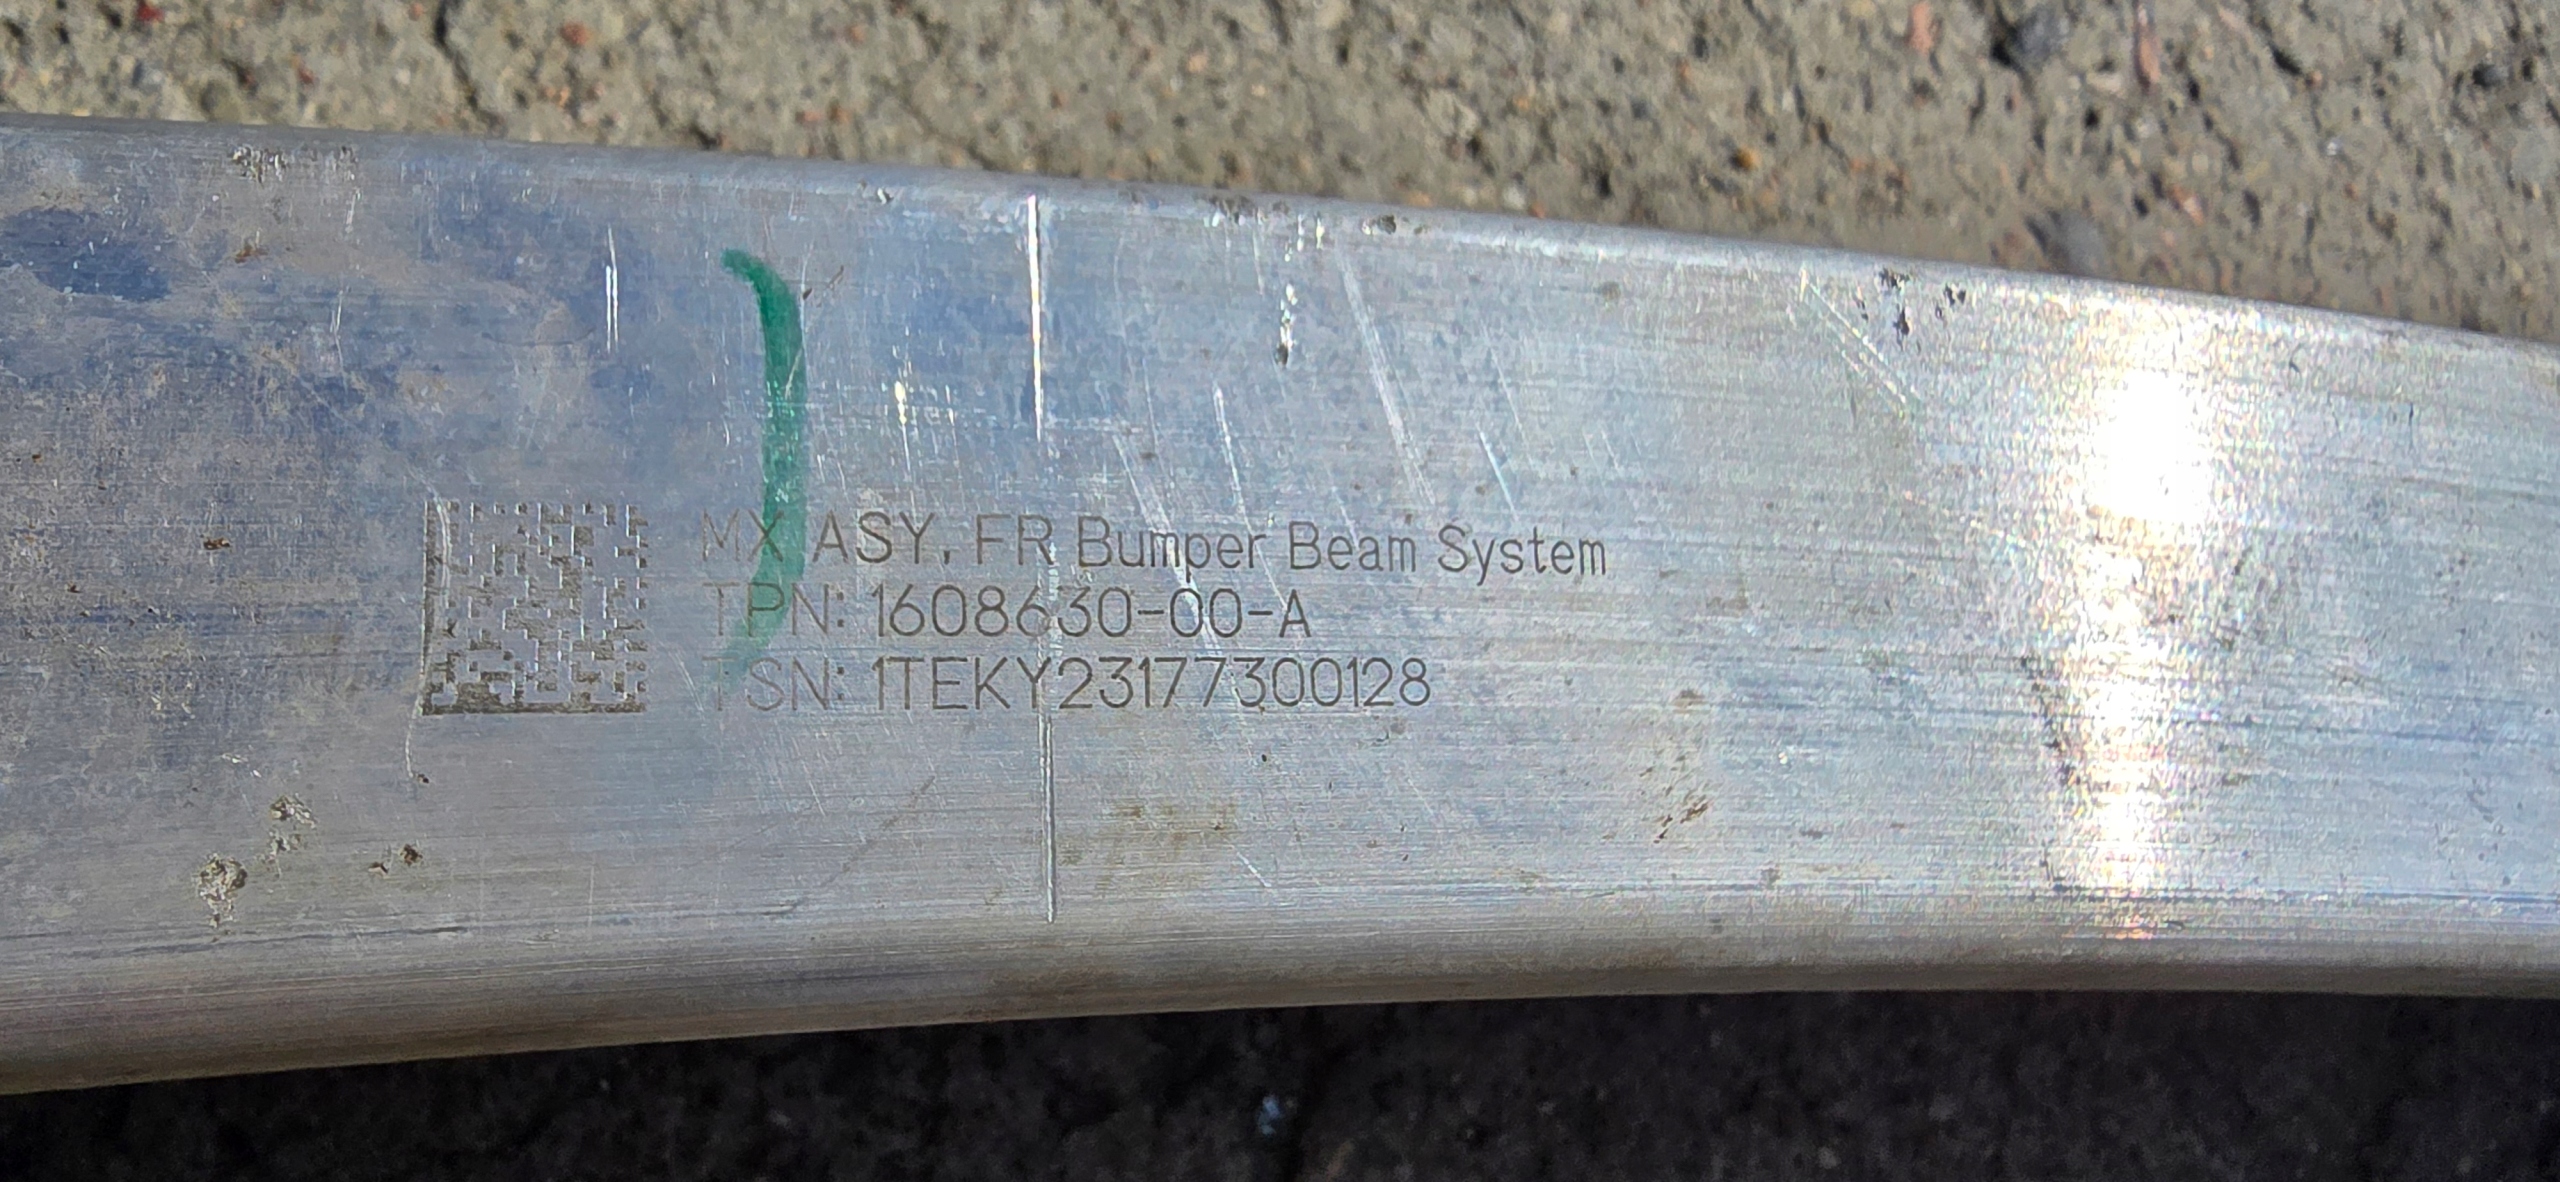 MX ASY, FR Bumper Beam System
TPN: 1608630-00-A
TSN: 1TEKY23177300128